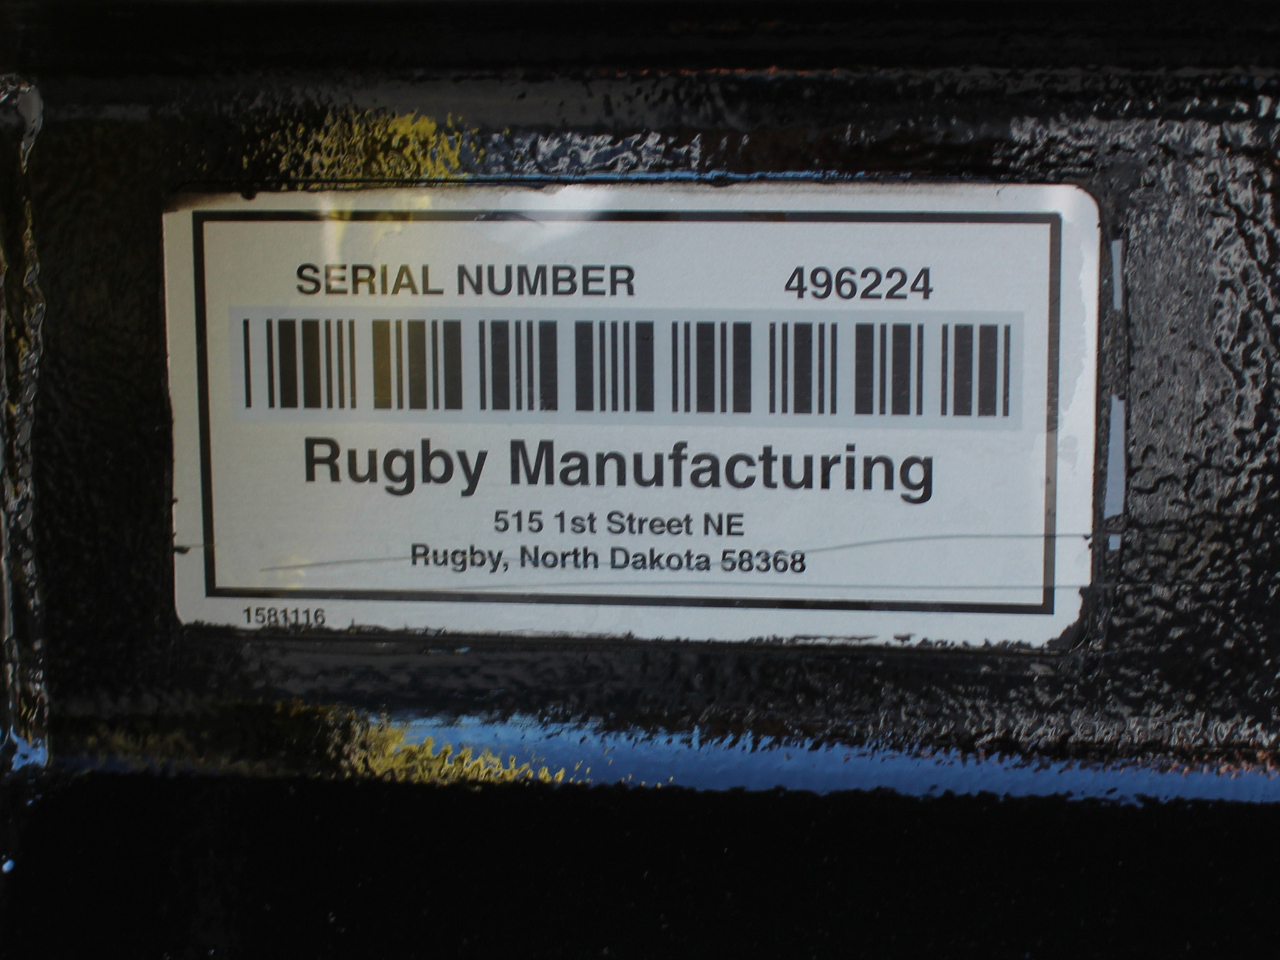 SERIAL NUMBER 496224
Rugby Manufacturing
515 1st Street NE
Rugby, North Dakota 58368
1581116